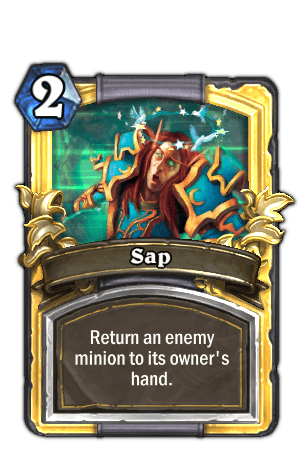 2
Sap
Return an enemy
minion to its owner's
hand.